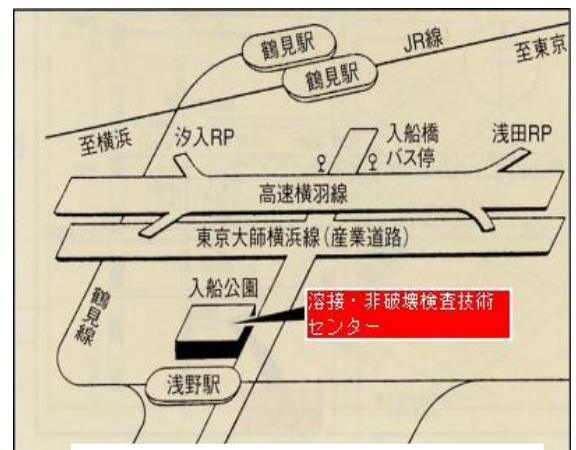 鶴見駅
JR線
至東京
鶴見駅
至横浜
汐入RP
入船橋
バス停
浅田RP
高速横羽線
東京大師横浜線(産業道路)
入船公園
鶴見線
溶接・非破壊検査技術
センター
浅野駅